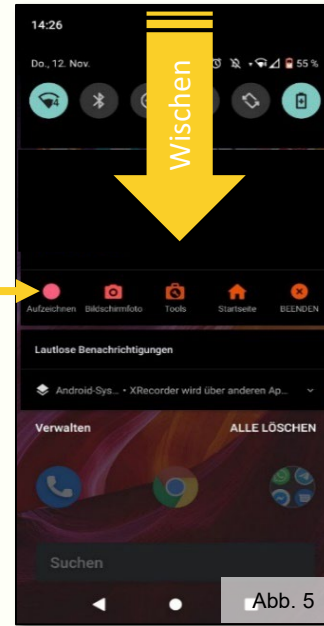 14:26
Do., 12. Nov.
55 %
4
Wischen
Aufzeichnen Bildschirmfoto Tools Startseite BEENDEN
Lautlose Benachrichtigungen
Android-Sys... • XRecorder wird über anderen Ap...
Verwalten ALLE LÖSCHEN
Suchen
Abb. 5